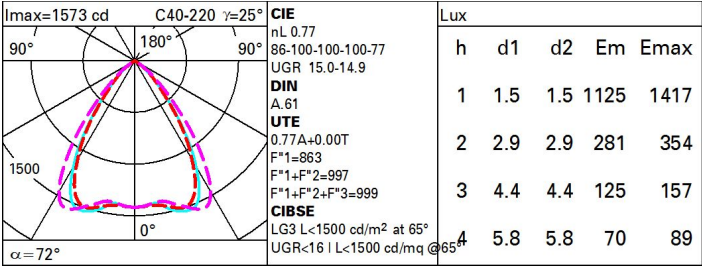 Imax=1573 cd C40-220 γ=25°
90° 180° 90°
1500
0°
α=72°
CIE
nL 0.77
86-100-100-100-77
UGR 15.0-14.9
DIN
A.61
UTE
0.77A+0.00T
F"1=863
F"1+F"2=997
F"1+F"2+F"3=999
CIBSE
LG3 L<1500 cd/m² at 65°
UGR<16 | L<1500 cd/mq @65°
Lux
h d1 d2 Em Emax
1 1.5 1.5 1125 1417
2 2.9 2.9 281 354
3 4.4 4.4 125 157
4 5.8 5.8 70 89